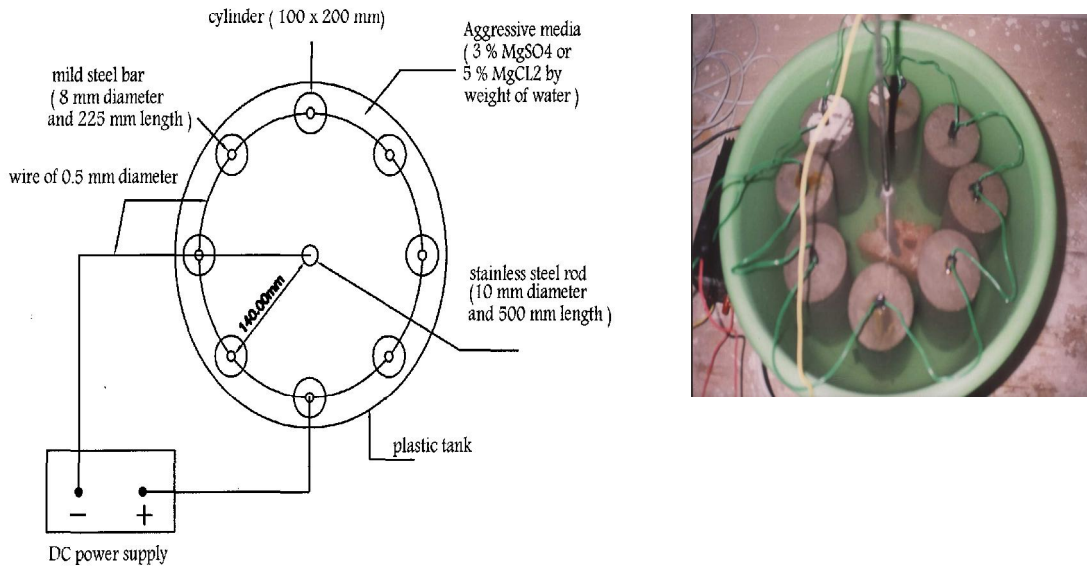 cylinder ( 100 x 200 mm)
Aggressive media
( 3 % MgSO4 or
5 % MgCL2 by
weight of water )
mild steel bar
( 8 mm diameter
and 225 mm length )
wire of 0.5 mm diameter
140.00mm
stainless steel rod
(10 mm diameter
and 500 mm length )
plastic tank
− +
DC power supply